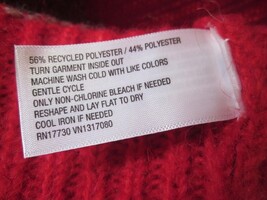 56% RECYCLED POLYESTER / 44% POLYESTER
TURN GARMENT INSIDE OUT
MACHINE WASH COLD WITH LIKE COLORS
GENTLE CYCLE
ONLY NON-CHLORINE BLEACH IF NEEDED
RESHAPE AND LAY FLAT TO DRY
COOL IRON IF NEEDED
RN17730 VN1317080